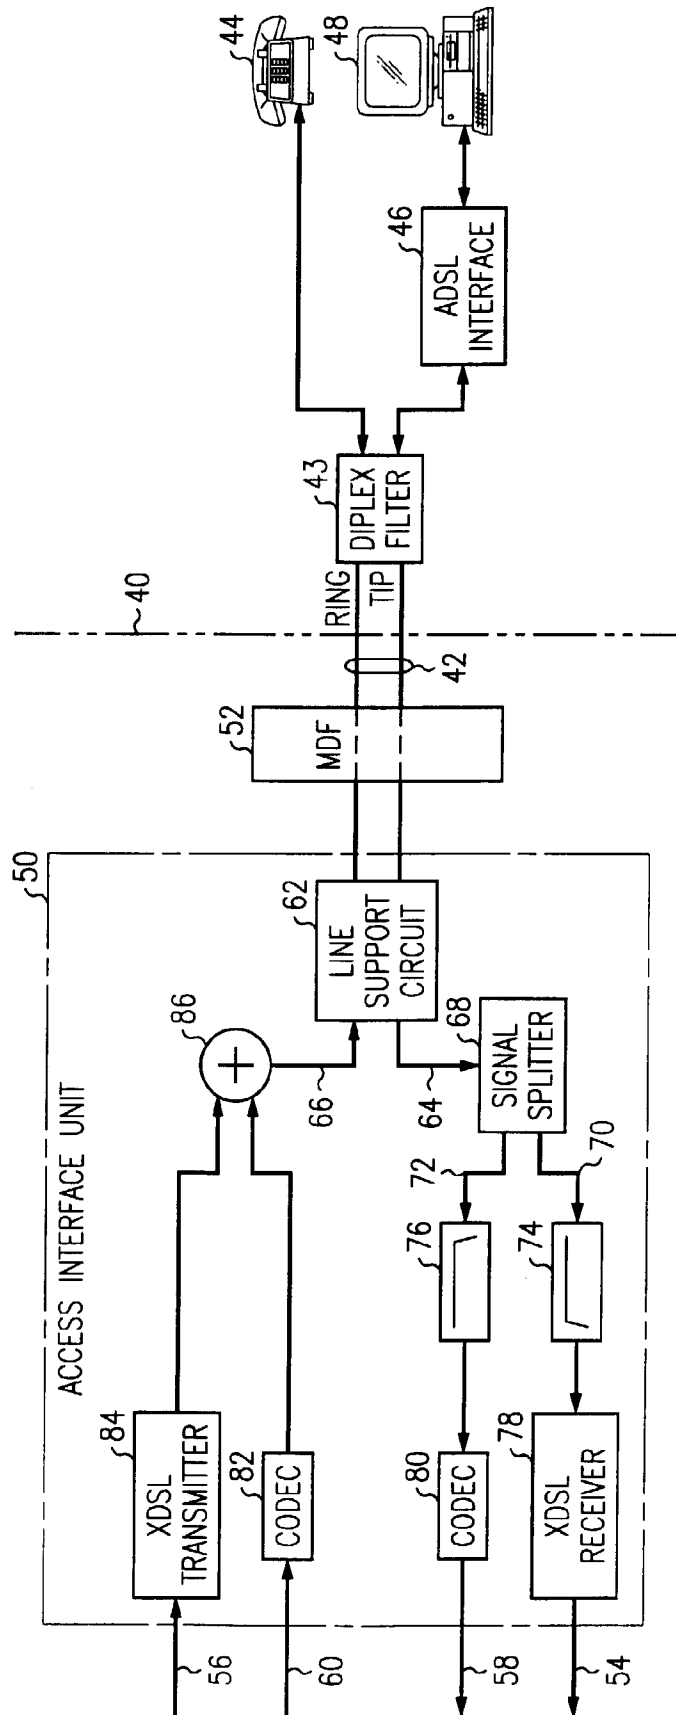 ACCESS INTERFACE UNIT
50
56
84
XDSL
TRANSMITTER
60
82
CODEC
86
66
62
LINE
SUPPORT
CIRCUIT
64
68
SIGNAL
SPLITTER
72
70
76
74
80
CODEC
58
78
XDSL
RECEIVER
54
52
MDF
42
40
RING
TIP
43
DIPLEX
FILTER
44
46
ADSL
INTERFACE
48